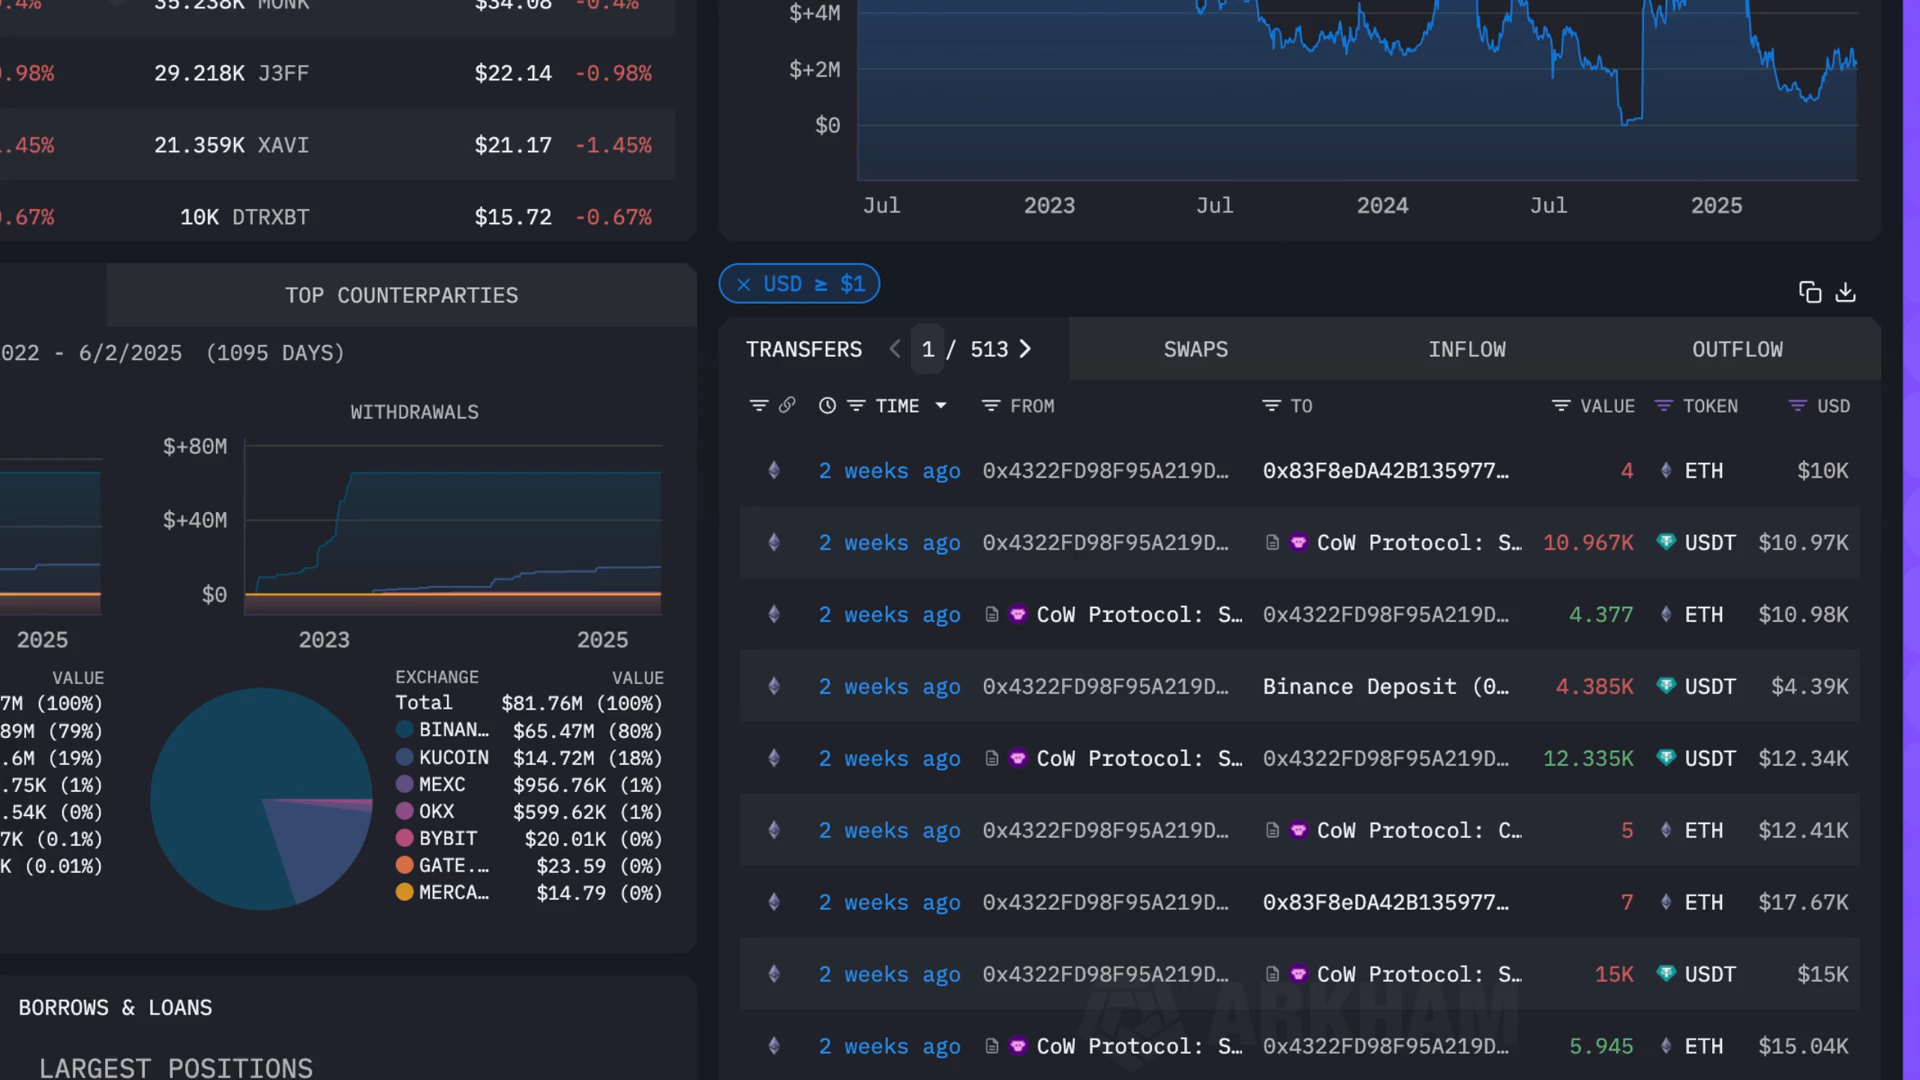 .4% 35.238K MONK $34.08 -0.4%
.98% 29.218K J3FF $22.14 -0.98%
.45% 21.359K XAVI $21.17 -1.45%
.67% 10K DTRXBT $15.72 -0.67%
$+4M
$+2M
$0
Jul 2023 Jul 2024 Jul 2025
TOP COUNTERPARTIES
022 - 6/2/2025 (1095 DAYS)
WITHDRAWALS
$+80M
$+40M
$0
2025 2023 2025
VALUE
7M (100%)
89M (79%)
.6M (19%)
.75K (1%)
.54K (0%)
7K (0.1%)
K (0.01%)
EXCHANGE VALUE
Total $81.76M (100%)
BINAN… $65.47M (80%)
KUCOIN $14.72M (18%)
MEXC $956.76K (1%)
OKX $599.62K (1%)
BYBIT $20.01K (0%)
GATE.… $23.59 (0%)
MERCA… $14.79 (0%)
BORROWS & LOANS
LARGEST POSITIONS
× USD ≥ $1
TRANSFERS < 1 / 513 > SWAPS INFLOW OUTFLOW
TIME FROM TO VALUE TOKEN USD
2 weeks ago 0x4322FD98F95A219D… 0x83F8eDA42B135977… 4 ETH $10K
2 weeks ago 0x4322FD98F95A219D… CoW Protocol: S… 10.967K USDT $10.97K
2 weeks ago CoW Protocol: S… 0x4322FD98F95A219D… 4.377 ETH $10.98K
2 weeks ago 0x4322FD98F95A219D… Binance Deposit (0… 4.385K USDT $4.39K
2 weeks ago CoW Protocol: S… 0x4322FD98F95A219D… 12.335K USDT $12.34K
2 weeks ago 0x4322FD98F95A219D… CoW Protocol: C… 5 ETH $12.41K
2 weeks ago 0x4322FD98F95A219D… 0x83F8eDA42B135977… 7 ETH $17.67K
2 weeks ago 0x4322FD98F95A219D… CoW Protocol: S… 15K USDT $15K
2 weeks ago CoW Protocol: S… 0x4322FD98F95A219D… 5.945 ETH $15.04K
ARKHAM